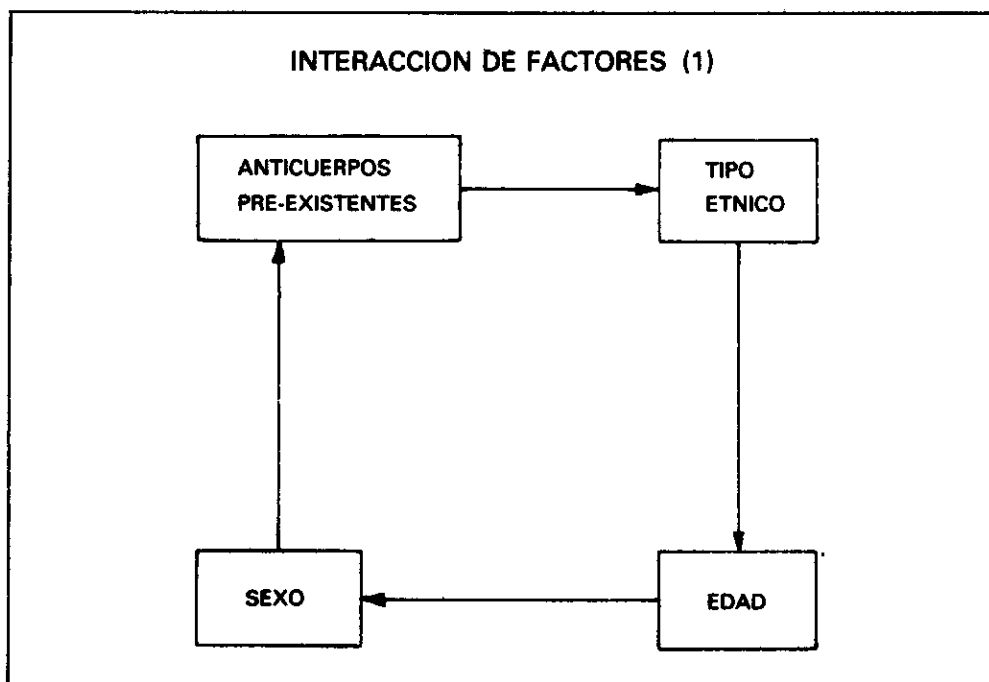 INTERACCION DE FACTORES (1)
ANTICUERPOS
PRE-EXISTENTES
TIPO
ETNICO
SEXO
EDAD